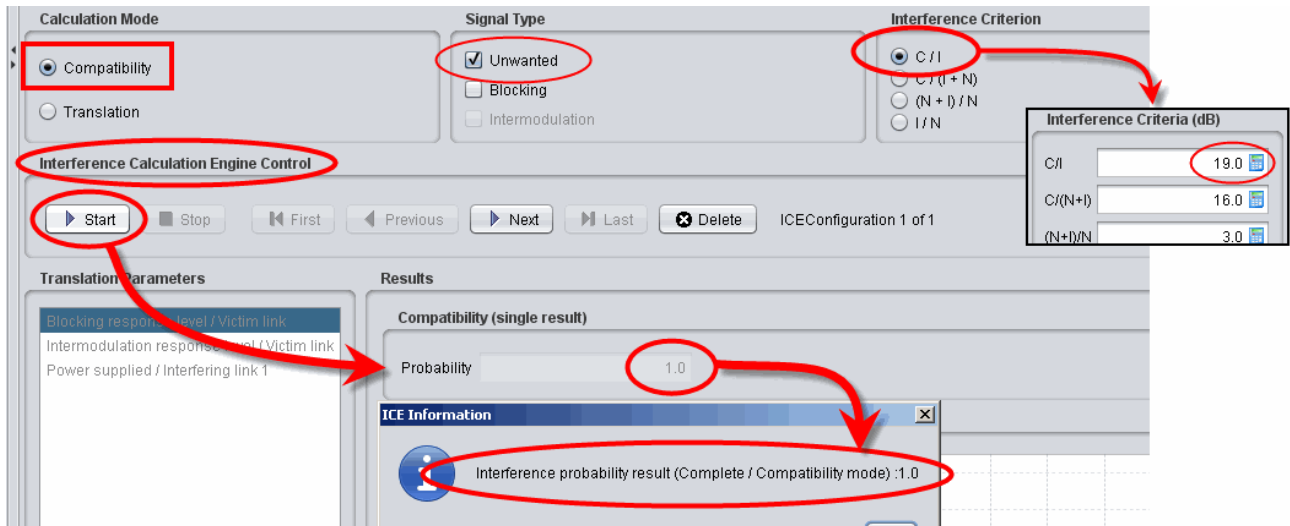 Calculation Mode
Compatibility
Translation
Signal Type
Unwanted
Blocking
Intermodulation
Interference Criterion
C / I
C / (I + N)
(N + I) / N
I / N
Interference Criteria (dB)
C/I 19.0
C/(N+I) 16.0
(N+I)/N 3.0
Interference Calculation Engine Control
Start Stop First Previous Next Last Delete ICEConfiguration 1 of 1
Translation Parameters
Blocking response level / Victim link
Intermodulation response level / Victim link
Power supplied / Interfering link 1
Results
Compatibility (single result)
Probability 1.0
ICE Information
Interference probability result (Complete / Compatibility mode) :1.0